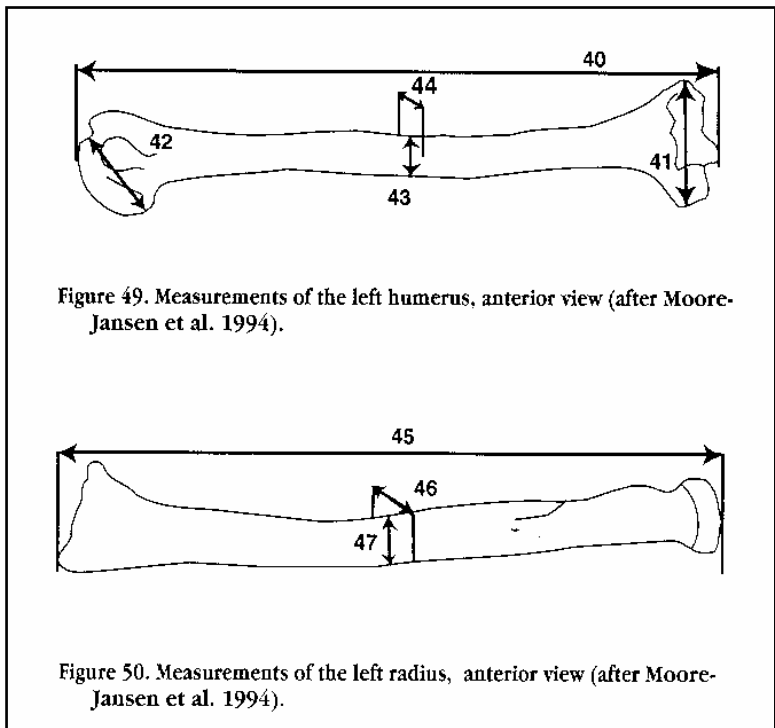 40
44
42
41
43
Figure 49. Measurements of the left humerus, anterior view (after Moore-
Jansen et al. 1994).
45
46
47
Figure 50. Measurements of the left radius, anterior view (after Moore-
Jansen et al. 1994).